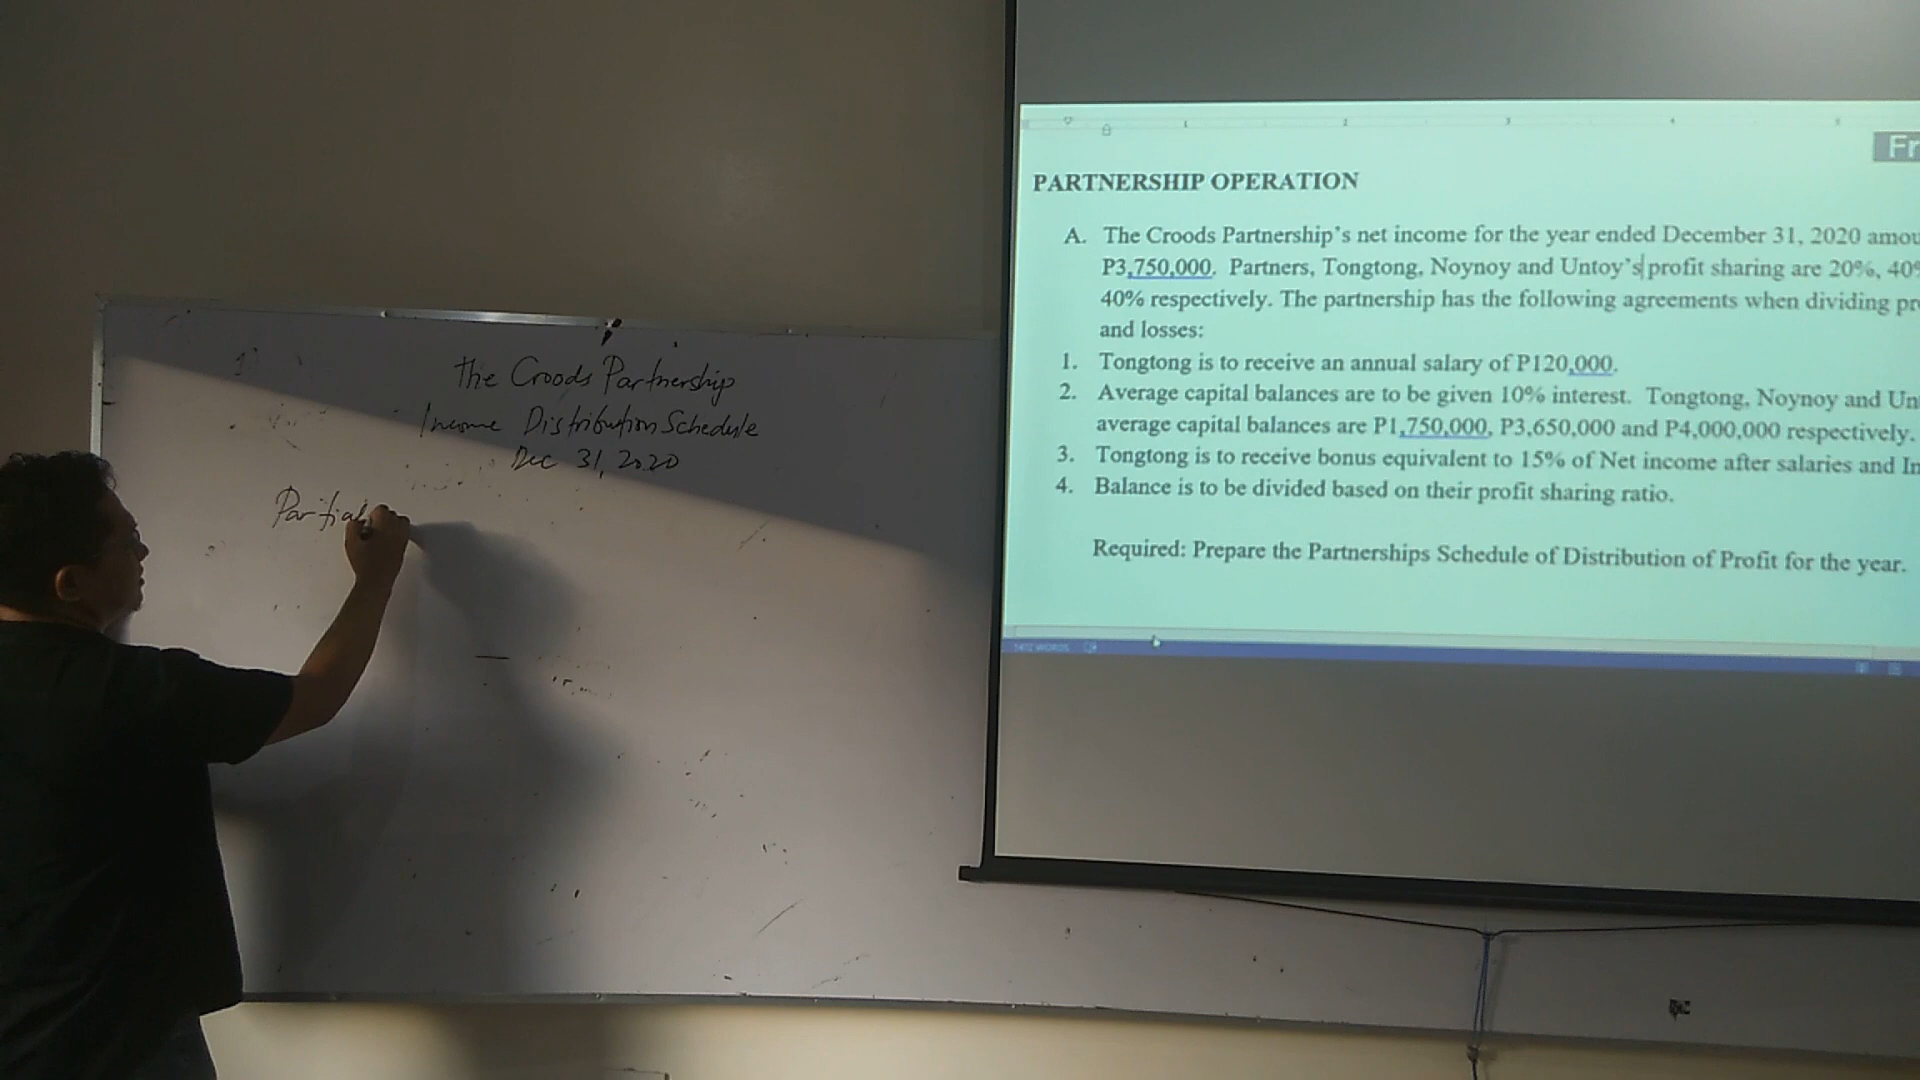 1)
The Croods Partnership
Income Distribution Schedule
Dec 31, 2020
Partial
Fr
PARTNERSHIP OPERATION
A. The Croods Partnership's net income for the year ended December 31, 2020 amou
P3,750,000. Partners, Tongtong, Noynoy and Untoy's profit sharing are 20%, 40%
40% respectively. The partnership has the following agreements when dividing pro
and losses:
1. Tongtong is to receive an annual salary of P120,000.
2. Average capital balances are to be given 10% interest. Tongtong, Noynoy and Un
average capital balances are P1,750,000, P3,650,000 and P4,000,000 respectively.
3. Tongtong is to receive bonus equivalent to 15% of Net income after salaries and In
4. Balance is to be divided based on their profit sharing ratio.
Required: Prepare the Partnerships Schedule of Distribution of Profit for the year.